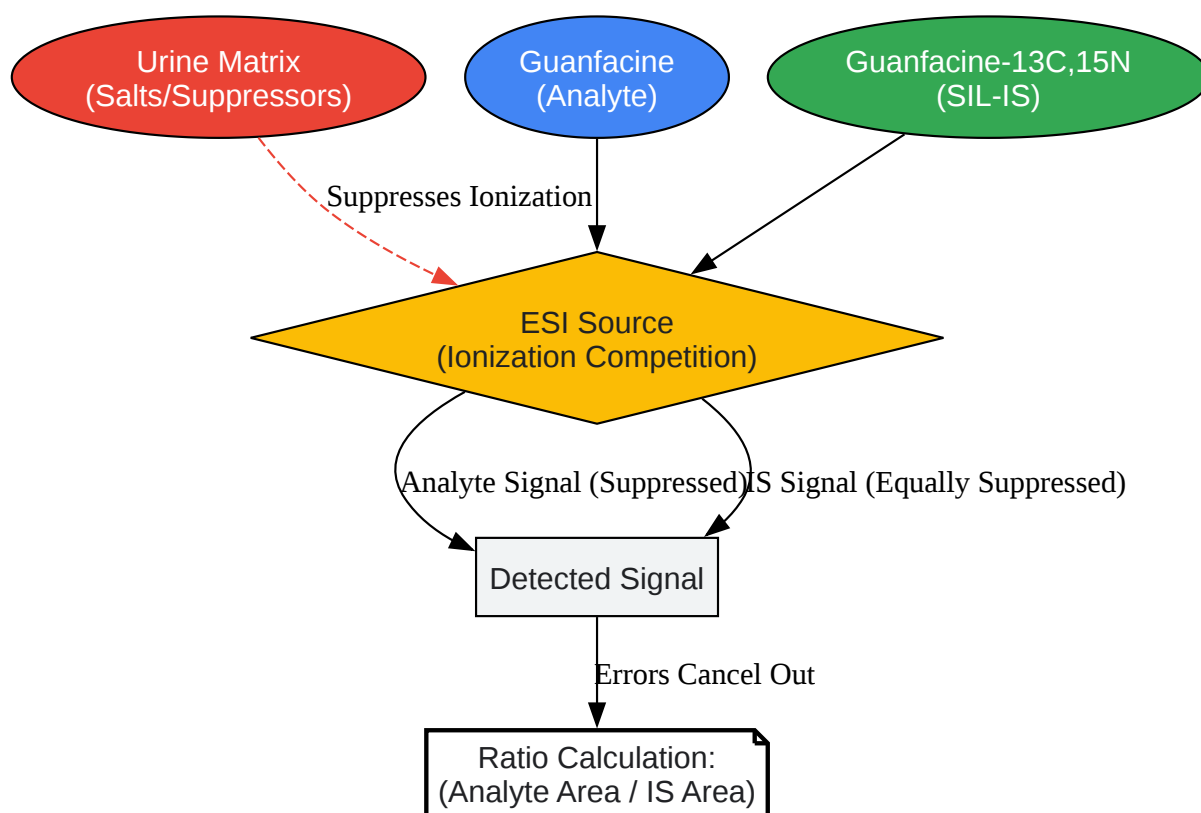 Urine Matrix
(Salts/Suppressors)
Guanfacine
(Analyte)
Guanfacine-13C,15N
(SIL-IS)
Suppresses Ionization
ESI Source
(Ionization Competition)
Analyte Signal (Suppressed)
IS Signal (Equally Suppressed)
Detected Signal
Errors Cancel Out
Ratio Calculation:
(Analyte Area / IS Area)